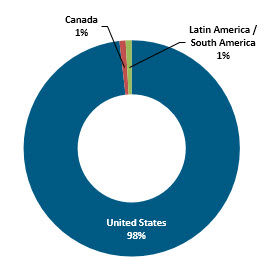 Canada
1%
Latin America /
South America
1%
United States
98%